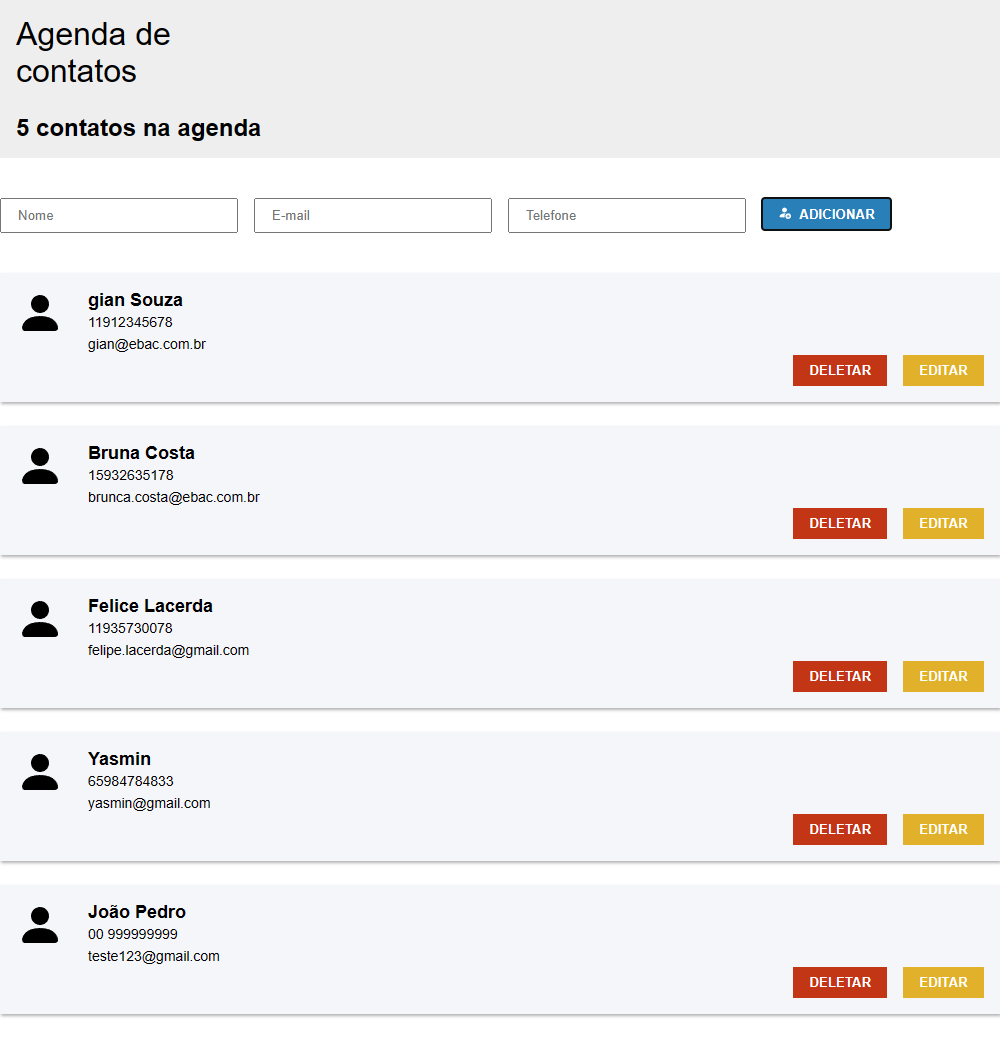 Agenda de
contatos
5 contatos na agenda
Nome E-mail Telefone ADICIONAR
gian Souza
11912345678
gian@ebac.com.br
DELETAR EDITAR
Bruna Costa
15932635178
brunca.costa@ebac.com.br
DELETAR EDITAR
Felice Lacerda
11935730078
felipe.lacerda@gmail.com
DELETAR EDITAR
Yasmin
65984784833
yasmin@gmail.com
DELETAR EDITAR
João Pedro
00 999999999
teste123@gmail.com
DELETAR EDITAR